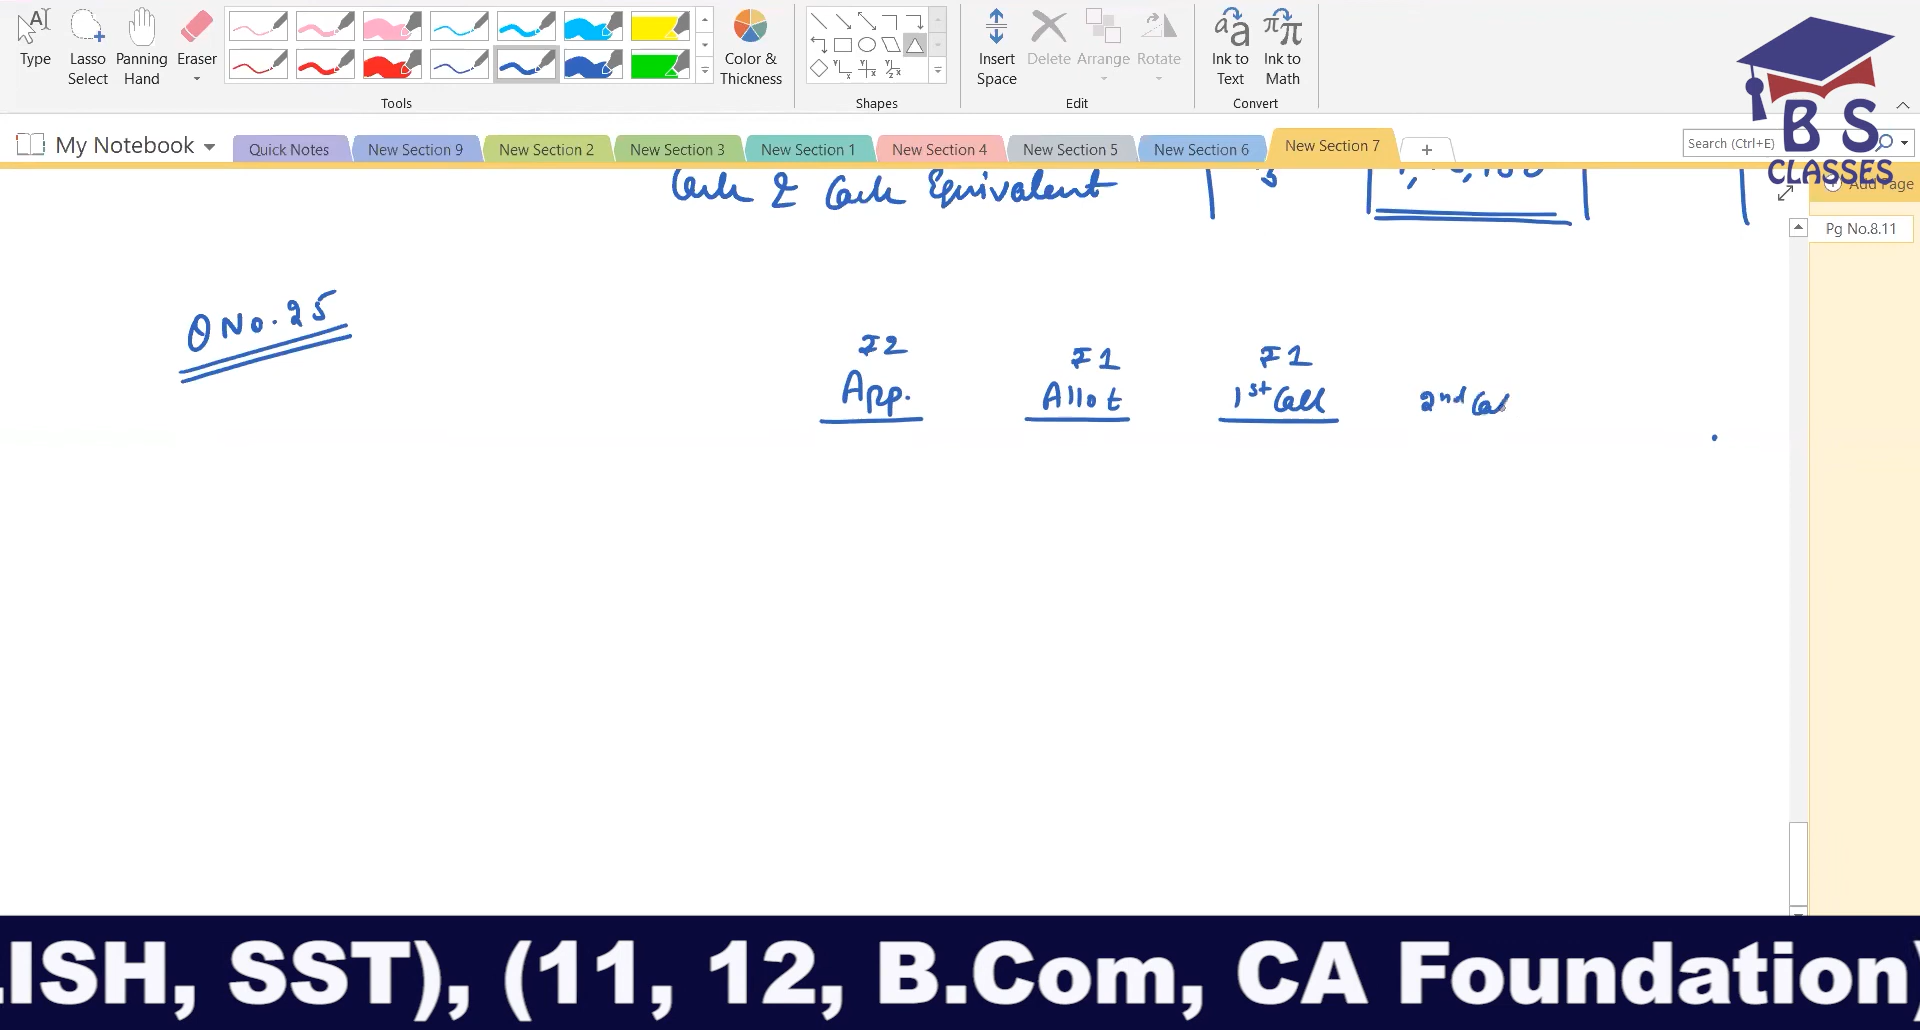 Type
Lasso Select
Panning Hand
Eraser
Color & Thickness
Insert Space
Delete
Arrange
Rotate
Ink to Text
Ink to Math
Tools
Shapes
Edit
Convert
B S
CLASSES
My Notebook
Quick Notes
New Section 9
New Section 2
New Section 3
New Section 1
New Section 4
New Section 5
New Section 6
New Section 7
Search (Ctrl+E)
Add Page
Pg No.8.11
Cash & Cash Equivalent
Q No. 25
₹2 ₹1 ₹1
App. Allot 1st Call 2nd Cal
LISH, SST), (11, 12, B.Com, CA Foundation)